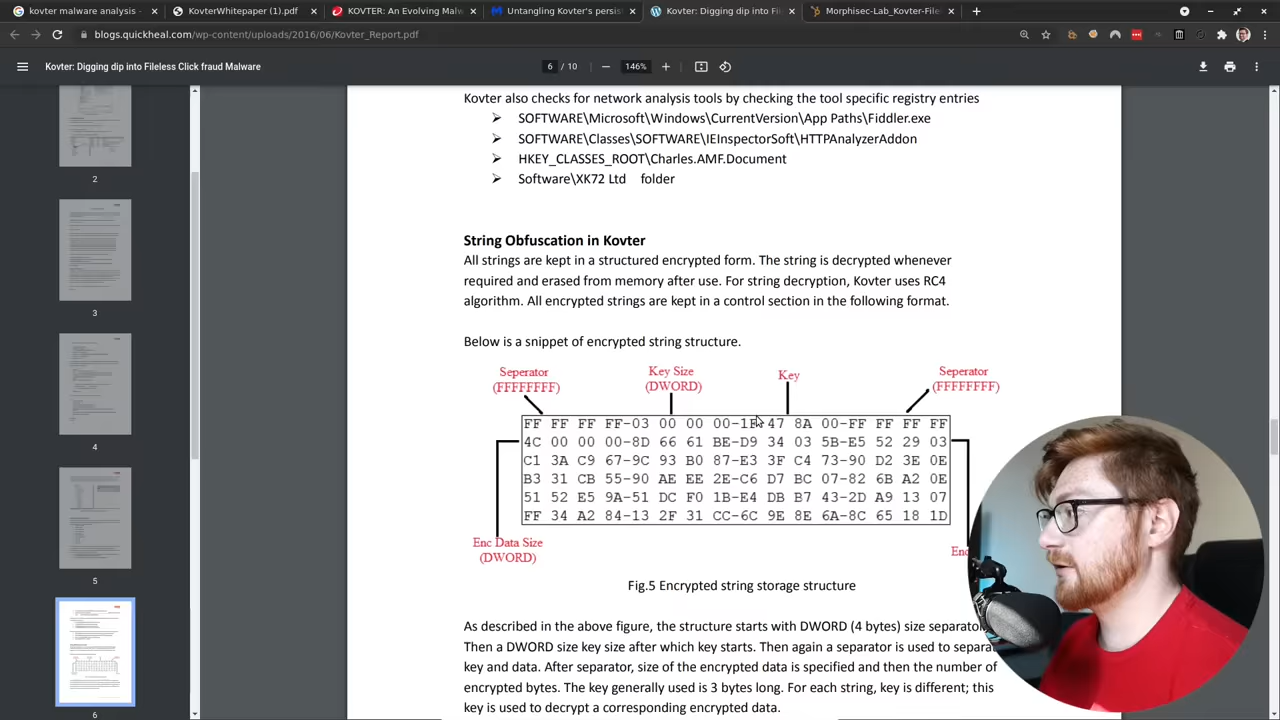 kovter malware analysis -
KovterWhitepaper (1).pdf
KOVTER: An Evolving Malw
Untangling Kovter's persist
Kovter: Digging dip into Fil
Morphisec-Lab_Kovter-File
blogs.quickheal.com/wp-content/uploads/2016/06/Kovter_Report.pdf
Kovter: Digging dip into Fileless Click fraud Malware
6 / 10
146%
Kovter also checks for network analysis tools by checking the tool specific registry entries
➢ SOFTWARE\Microsoft\Windows\CurrentVersion\App Paths\Fiddler.exe
➢ SOFTWARE\Classes\SOFTWARE\IEInspectorSoft\HTTPAnalyzerAddon
➢ HKEY_CLASSES_ROOT\Charles.AMF.Document
➢ Software\XK72 Ltd folder
String Obfuscation in Kovter
All strings are kept in a structured encrypted form. The string is decrypted whenever
required and erased from memory after use. For string decryption, Kovter uses RC4
algorithm. All encrypted strings are kept in a control section in the following format.
Below is a snippet of encrypted string structure.
Seperator
(FFFFFFFF)
Key Size
(DWORD)
Key
Seperator
(FFFFFFFF)
FF FF FF FF-03 00 00 00-1F 47 8A 00-FF FF FF FF
4C 00 00 00-8D 66 61 BE-D9 34 03 5B-E5 52 29 03
C1 3A C9 67-9C 93 B0 87-E3 3F C4 73-90 D2 3E 0E
B3 31 CB 55-90 AE EE 2E-C6 D7 BC 07-82 6B A2 0E
51 52 E5 9A-51 DC F0 1B-E4 DB B7 43-2D A9 13 07
FF 34 A2 84-13 2F 31 CC-6C 9E 8E 6A-8C 65 18 1D
Enc Data Size
(DWORD)
Fig.5 Encrypted string storage structure
As described in the above figure, the structure starts with DWORD (4 bytes) size separator
Then a DWORD size key size after which key starts. Then again a separator is used to separat
key and data. After separator, size of the encrypted data is specified and then the number of
encrypted bytes. The key generally used is 3 bytes long. For each string, key is different; this
key is used to decrypt a corresponding encrypted data.
2
3
4
5
6